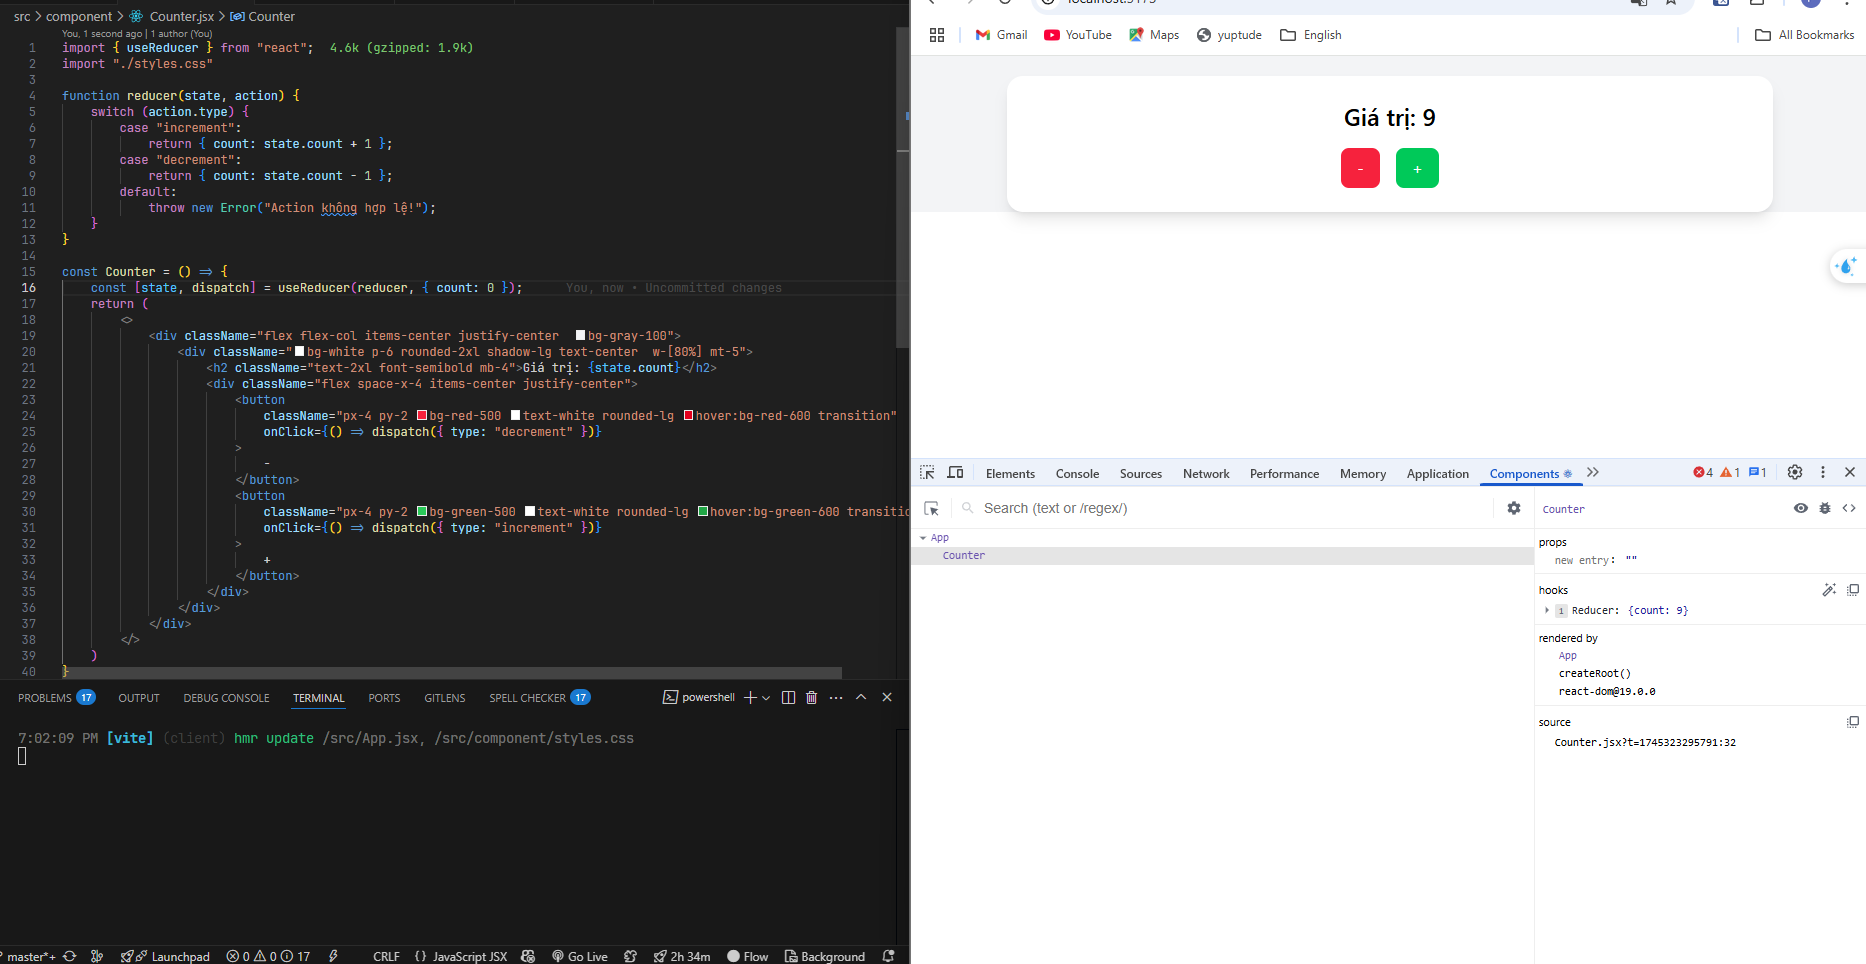 src > component > Counter.jsx > Counter
You, 1 second ago | 1 author (You)
1 import { useReducer } from "react"; 4.6k (gzipped: 1.9k)
2 import "./styles.css"
3
4 function reducer(state, action) {
5 switch (action.type) {
6 case "increment":
7 return { count: state.count + 1 };
8 case "decrement":
9 return { count: state.count - 1 };
10 default:
11 throw new Error("Action không hợp lệ!");
12 }
13 }
14
15 const Counter = () => {
16 const [state, dispatch] = useReducer(reducer, { count: 0 }); You, now • Uncommitted changes
17 return (
18 <>
19 <div className="flex flex-col items-center justify-center bg-gray-100">
20 <div className="bg-white p-6 rounded-2xl shadow-lg text-center w-[80%] mt-5">
21 <h2 className="text-2xl font-semibold mb-4">Giá trị: {state.count}</h2>
22 <div className="flex space-x-4 items-center justify-center">
23 <button
24 className="px-4 py-2 bg-red-500 text-white rounded-lg hover:bg-red-600 transition"
25 onClick={() => dispatch({ type: "decrement" })}
26 >
27 -
28 </button>
29 <button
30 className="px-4 py-2 bg-green-500 text-white rounded-lg hover:bg-green-600 transitio
31 onClick={() => dispatch({ type: "increment" })}
32 >
33 +
34 </button>
35 </div>
36 </div>
37 </div>
38 </>
39 )
40 }
PROBLEMS 17 OUTPUT DEBUG CONSOLE TERMINAL PORTS GITLENS SPELL CHECKER 17 powershell
7:02:09 PM [vite] (client) hmr update /src/App.jsx, /src/component/styles.css
master*+ Launchpad 0 0 17 CRLF {} JavaScript JSX Go Live 2h 34m Flow Background
Gmail YouTube Maps yuptude English All Bookmarks
Giá trị: 9
- +
Elements Console Sources Network Performance Memory Application Components 4 1 1
Search (text or /regex/)
App
Counter
Counter
props
new entry: ""
hooks
1 Reducer: {count: 9}
rendered by
App
createRoot()
react-dom@19.0.0
source
Counter.jsx?t=1745323295791:32